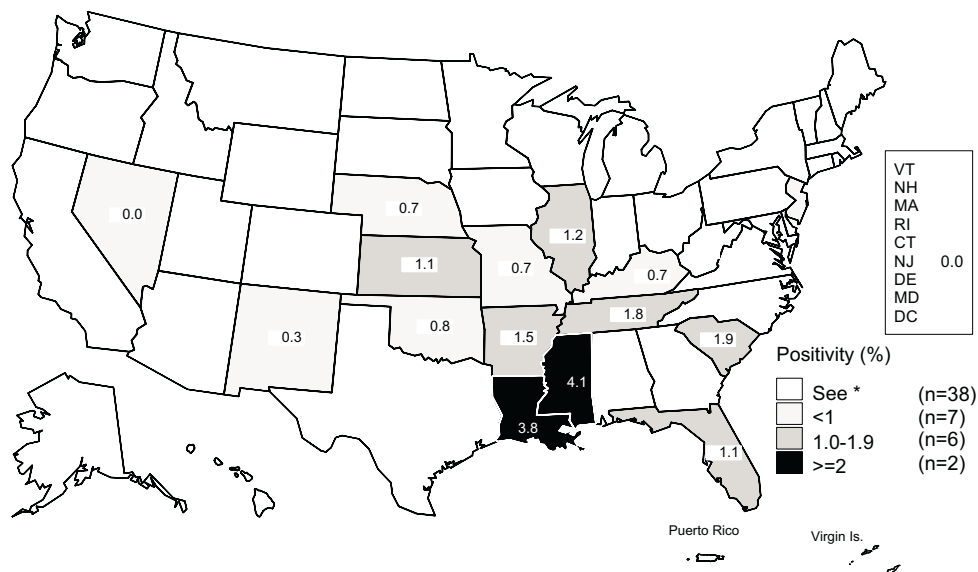 0.0
0.7
1.2
1.1
0.7
0.7
0.3
0.8
1.5
1.8
1.9
4.1
3.8
1.1
VT
NH
MA
RI
CT
NJ 0.0
DE
MD
DC
Positivity (%)
See * (n=38)
<1 (n=7)
1.0-1.9 (n=6)
>=2 (n=2)
Puerto Rico
Virgin Is.